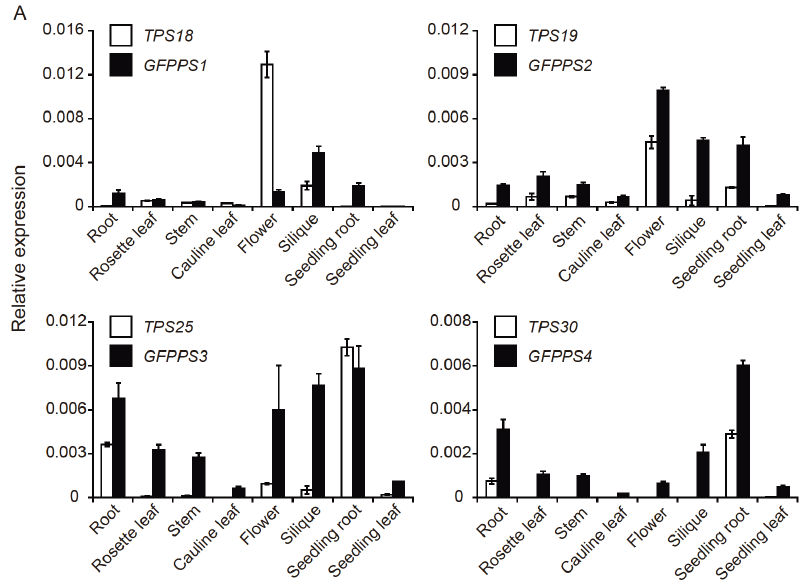 A
Relative expression
0.016
0.012
0.008
0.004
0
TPS18
GFPPS1
Root
Rosette leaf
Stem
Cauline leaf
Flower
Silique
Seedling root
Seedling leaf
0.012
0.009
0.006
0.003
0
TPS19
GFPPS2
Root
Rosette leaf
Stem
Cauline leaf
Flower
Silique
Seedling root
Seedling leaf
0.012
0.009
0.006
0.003
0
TPS25
GFPPS3
Root
Rosette leaf
Stem
Cauline leaf
Flower
Silique
Seedling root
Seedling leaf
0.008
0.006
0.004
0.002
0
TPS30
GFPPS4
Root
Rosette leaf
Stem
Cauline leaf
Flower
Silique
Seedling root
Seedling leaf